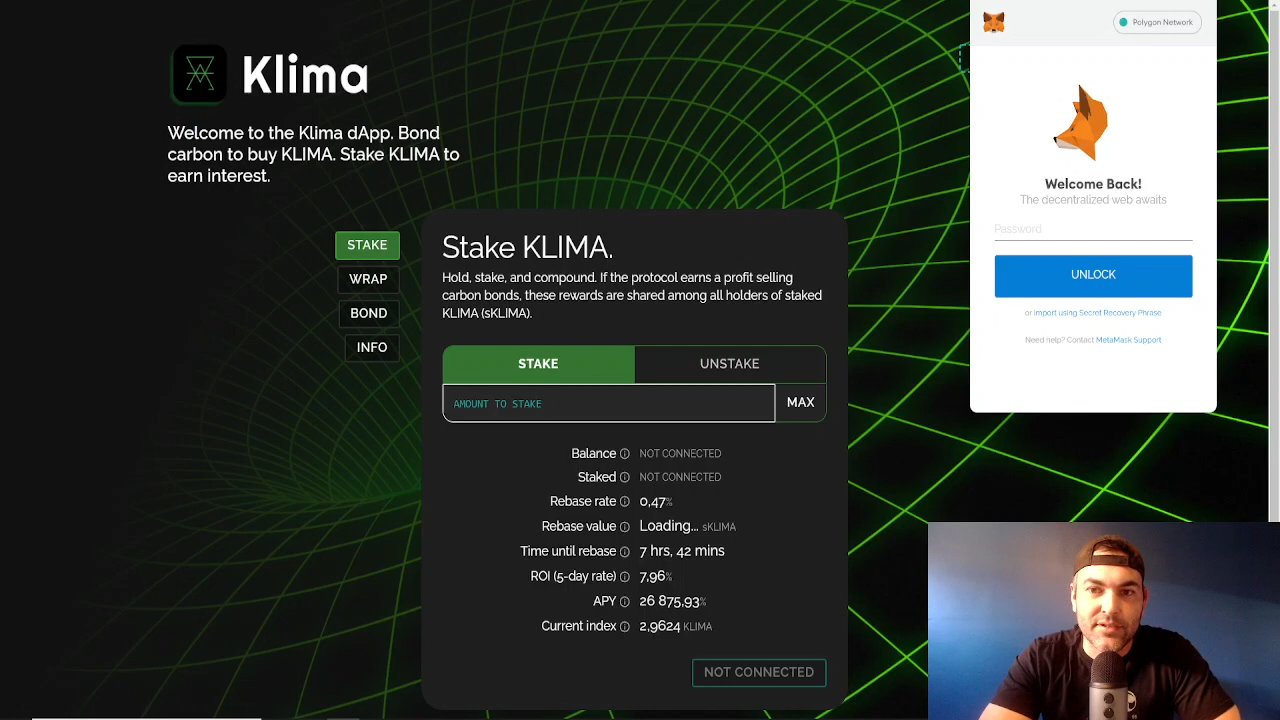 Klima
Welcome to the Klima dApp. Bond
carbon to buy KLIMA. Stake KLIMA to
earn interest.
STAKE
WRAP
BOND
INFO
Stake KLIMA.
Hold, stake, and compound. If the protocol earns a profit selling
carbon bonds, these rewards are shared among all holders of staked
KLIMA (sKLIMA).
STAKE UNSTAKE
AMOUNT TO STAKE MAX
Balance NOT CONNECTED
Staked NOT CONNECTED
Rebase rate 0,47%
Rebase value Loading... sKLIMA
Time until rebase 7 hrs, 42 mins
ROI (5-day rate) 7,96%
APY 26 875,93%
Current index 2,9624 KLIMA
NOT CONNECTED
Polygon Network
Welcome Back!
The decentralized web awaits
Password
UNLOCK
or import using Secret Recovery Phrase
Need help? Contact MetaMask Support